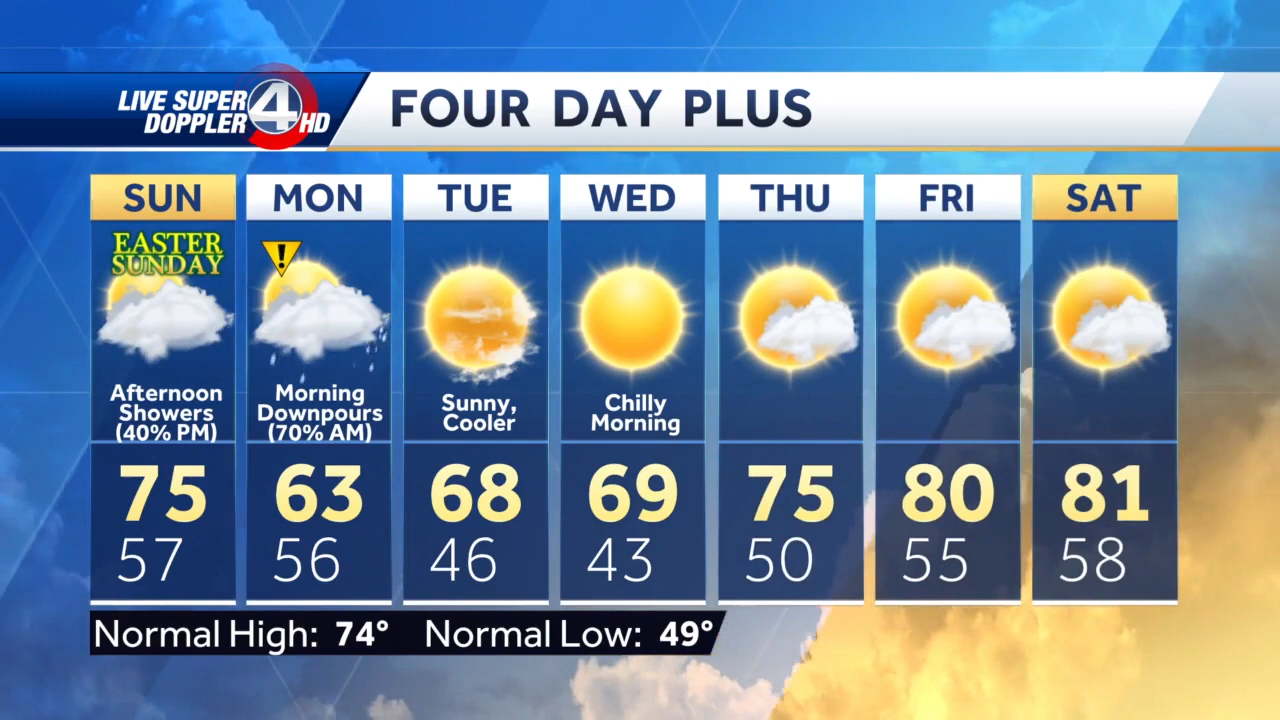 LIVE SUPER
DOPPLER 4 HD
FOUR DAY PLUS
SUN
EASTER
SUNDAY
Afternoon
Showers
(40% PM)
75
57
MON
!
Morning
Downpours
(70% AM)
63
56
TUE
Sunny,
Cooler
68
46
WED
Chilly
Morning
69
43
THU
75
50
FRI
80
55
SAT
81
58
Normal High: 74° Normal Low: 49°